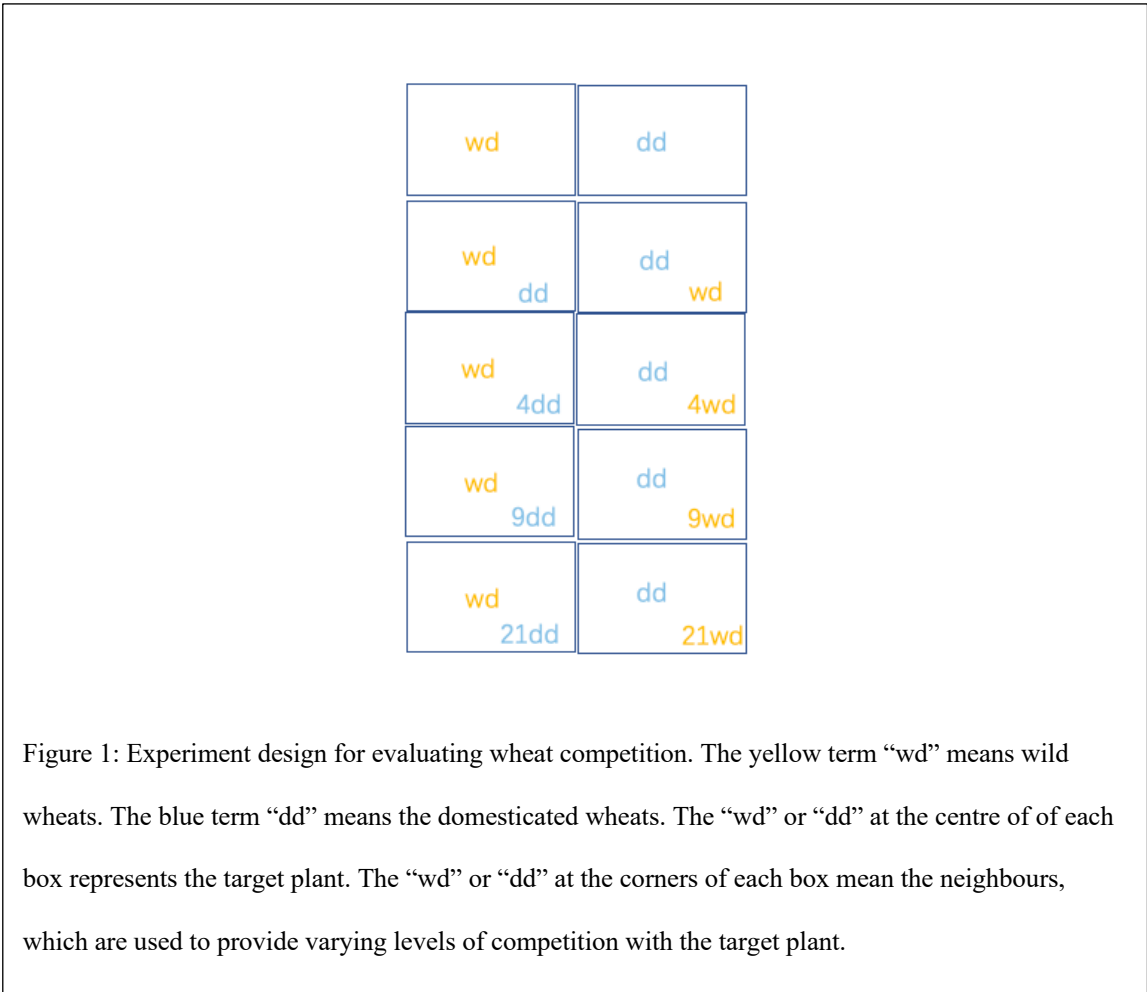 wd dd
wd dd
dd wd
wd dd
4dd 4wd
wd dd
9dd 9wd
wd dd
21dd 21wd
Figure 1: Experiment design for evaluating wheat competition. The yellow term “wd” means wild
wheats. The blue term “dd” means the domesticated wheats. The “wd” or “dd” at the centre of of each
box represents the target plant. The “wd” or “dd” at the corners of each box mean the neighbours,
which are used to provide varying levels of competition with the target plant.